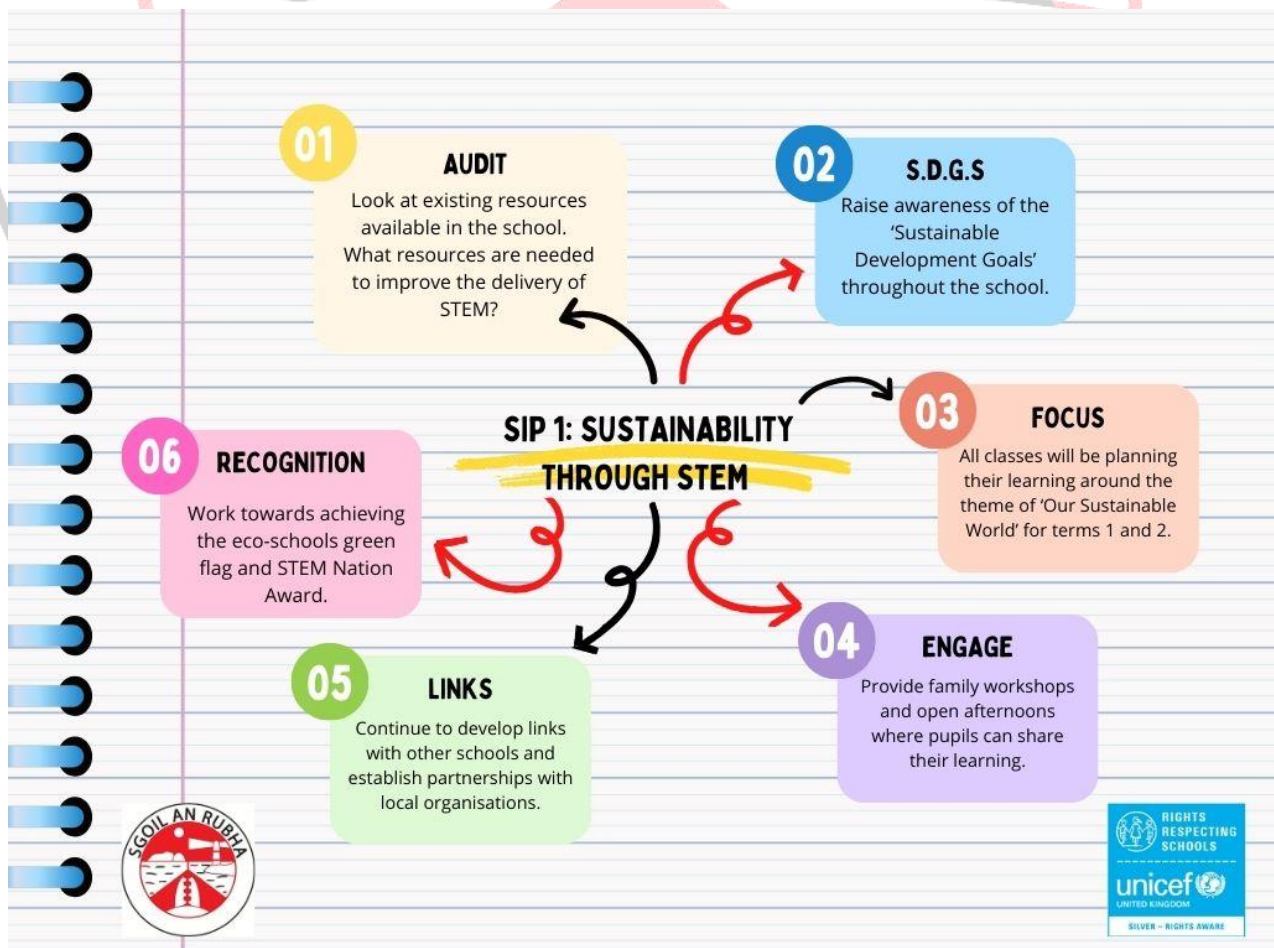 01
AUDIT
Look at existing resources
available in the school.
What resources are needed
to improve the delivery of
STEM?
02
S.D.G.S
Raise awareness of the
‘Sustainable
Development Goals’
throughout the school.
SIP 1: SUSTAINABILITY
THROUGH STEM
03
FOCUS
All classes will be planning
their learning around the
theme of ‘Our Sustainable
World’ for terms 1 and 2.
04
ENGAGE
Provide family workshops
and open afternoons
where pupils can share
their learning.
05
LINKS
Continue to develop links
with other schools and
establish partnerships with
local organisations.
06
RECOGNITION
Work towards achieving
the eco-schools green
flag and STEM Nation
Award.
SGOIL AN RUBHA
RIGHTS
RESPECTING
SCHOOLS
unicef
UNITED KINGDOM
SILVER – RIGHTS AWARE